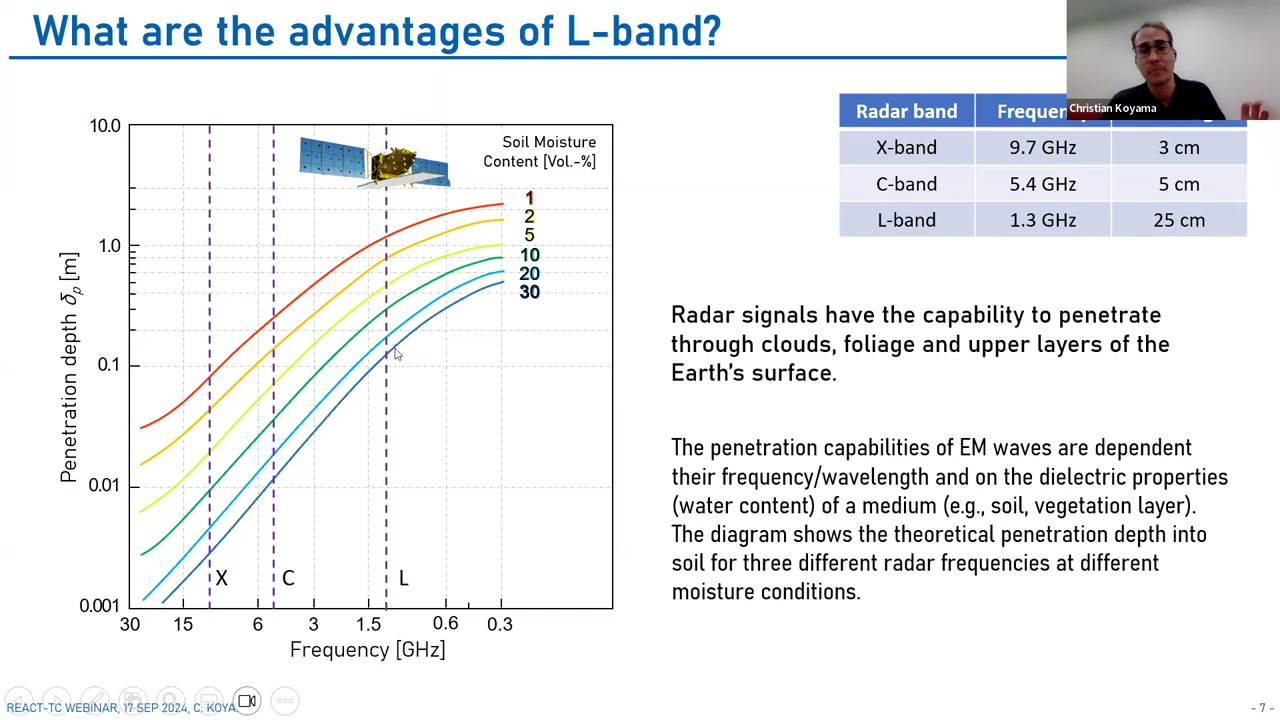 What are the advantages of L-band?
Christian Koyama
10.0
1.0
0.1
0.01
0.001
Penetration depth δp [m]
Soil Moisture
Content [Vol.-%]
1
2
5
10
20
30
X
C
L
30
15
6
3
1.5
0.6
0.3
Frequency [GHz]
Radar band
X-band 9.7 GHz 3 cm
C-band 5.4 GHz 5 cm
L-band 1.3 GHz 25 cm
Radar signals have the capability to penetrate
through clouds, foliage and upper layers of the
Earth's surface.
The penetration capabilities of EM waves are dependent
their frequency/wavelength and on the dielectric properties
(water content) of a medium (e.g., soil, vegetation layer).
The diagram shows the theoretical penetration depth into
soil for three different radar frequencies at different
moisture conditions.
REACT-TC WEBINAR, 17 SEP 2024, C. KOYA
- 7 -